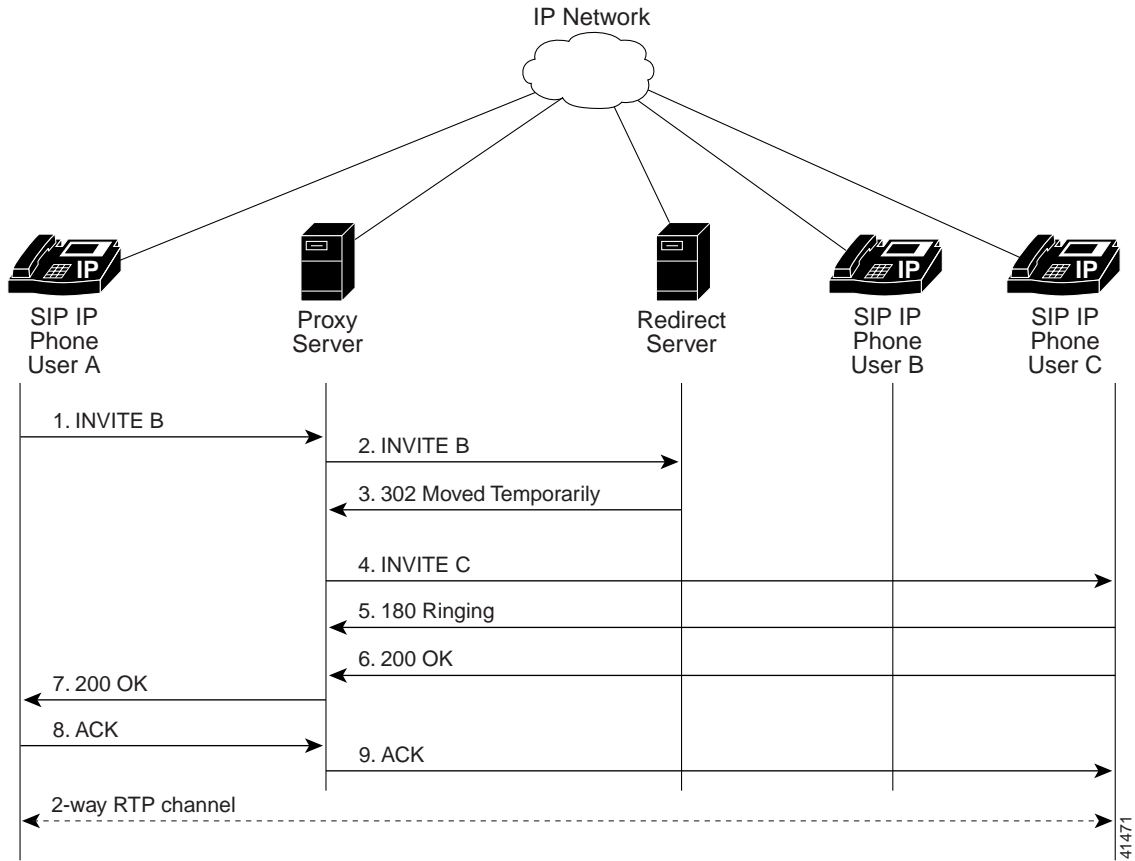 IP Network
IP
IP
IP
SIP IP
Phone
User A
Proxy
Server
Redirect
Server
SIP IP
Phone
User B
SIP IP
Phone
User C
1. INVITE B
2. INVITE B
3. 302 Moved Temporarily
4. INVITE C
5. 180 Ringing
6. 200 OK
7. 200 OK
8. ACK
9. ACK
2-way RTP channel
41471